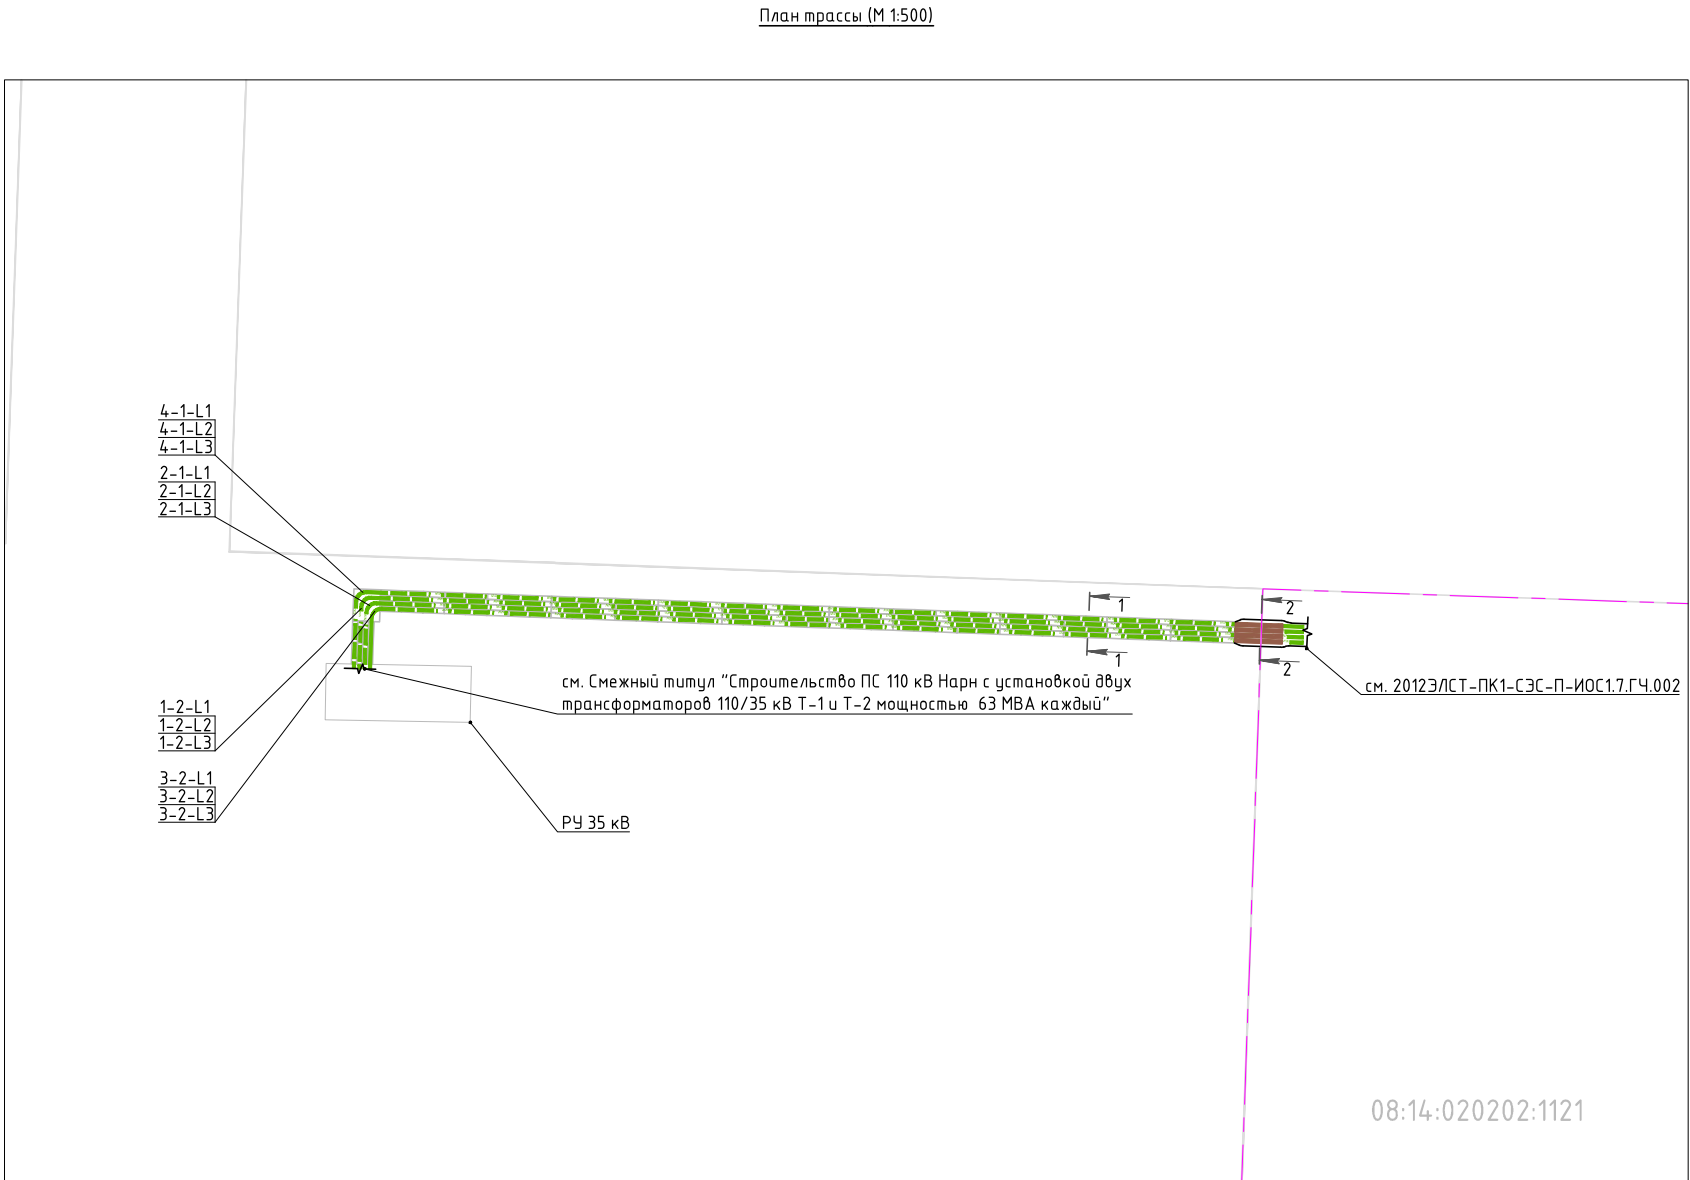 План трассы (М 1:500)
4-1-L1
4-1-L2
4-1-L3
2-1-L1
2-1-L2
2-1-L3
1
2
1
2
см. Смежный титул "Строительство ПС 110 кВ Нарн с установкой двух
трансформаторов 110/35 кВ Т-1 и Т-2 мощностью 63 МВА каждый"
см. 2012ЭЛСТ-ПК1-СЭС-П-ИОС1.7.ГЧ.002
1-2-L1
1-2-L2
1-2-L3
3-2-L1
3-2-L2
3-2-L3
РУ 35 кВ
08:14:020202:1121